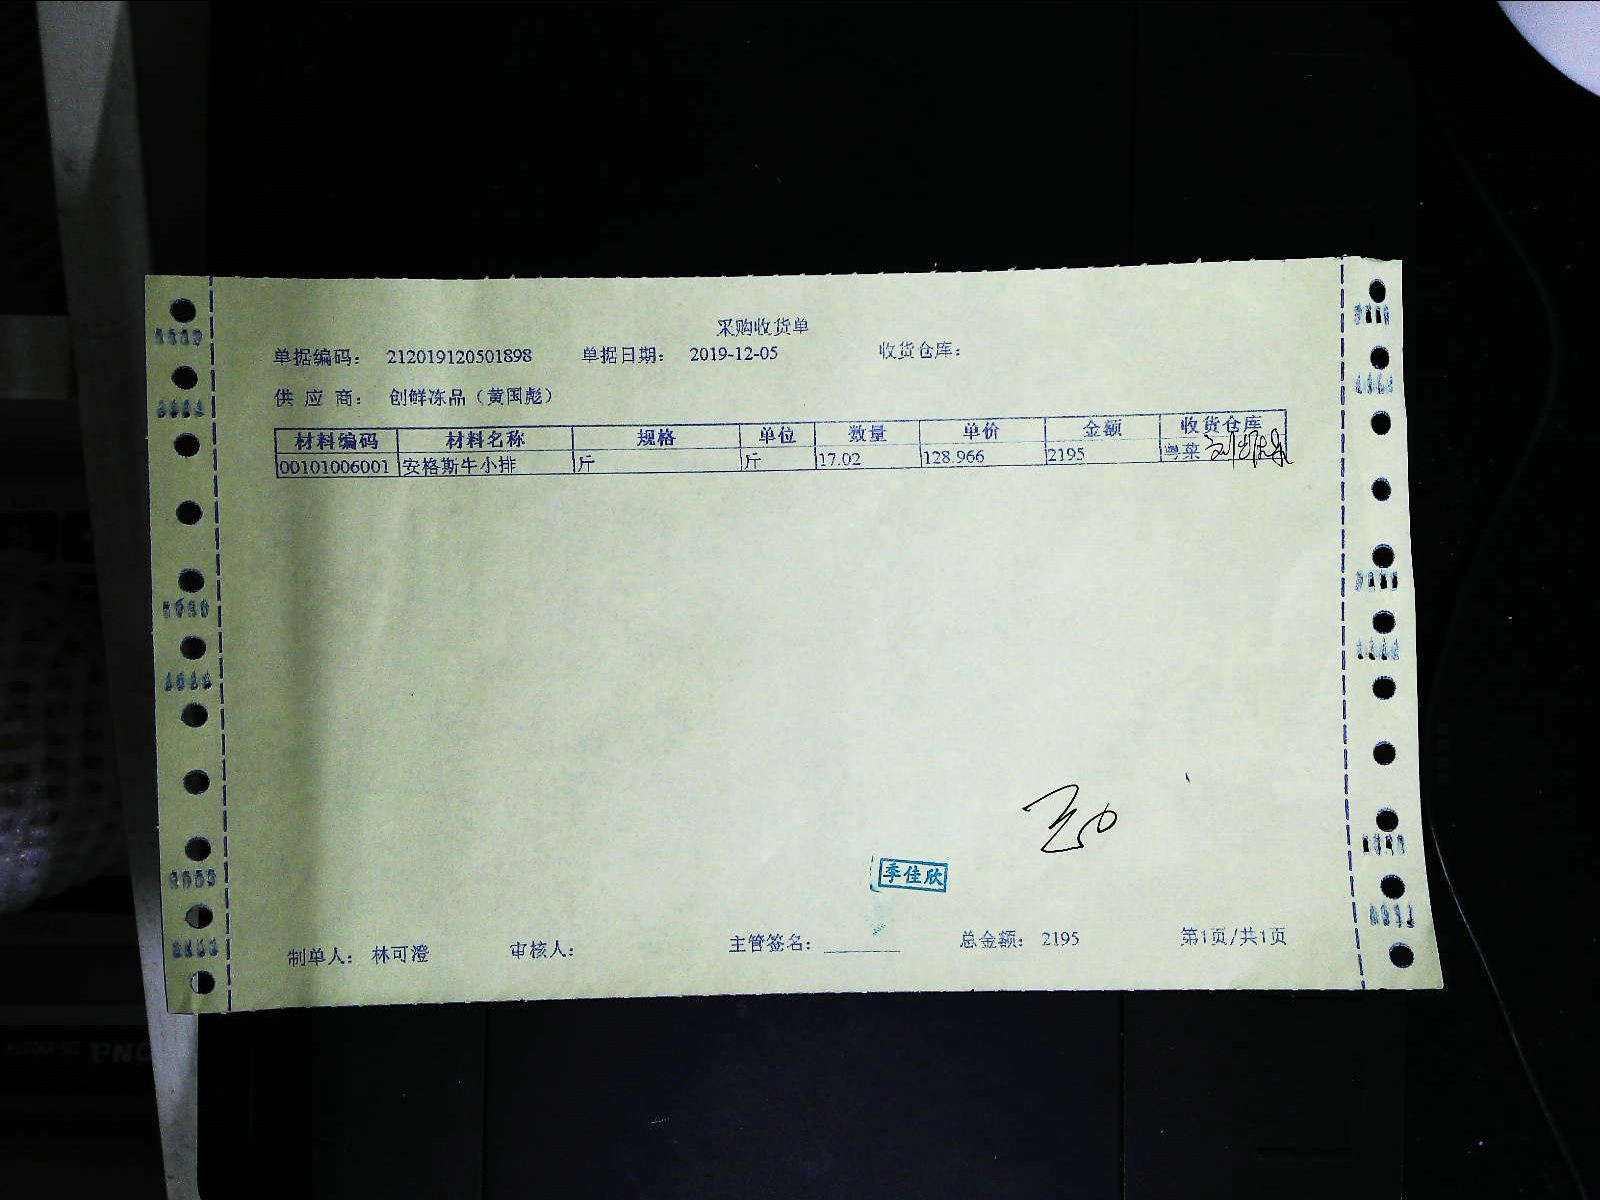 采购收货单
单据编码： 212019120501898 单据日期： 2019-12-05 收货仓库：
供 应 商： 创鲜冻品（黄国彪）
材料编码 材料名称 规格 单位 数量 单价 金额 收货仓库
00101006001 安格斯牛小排 斤 斤 17.02 128.966 2195 粤菜
季佳欣
制单人： 林可澄 审核人： 主管签名： 总金额： 2195 第1页/共1页